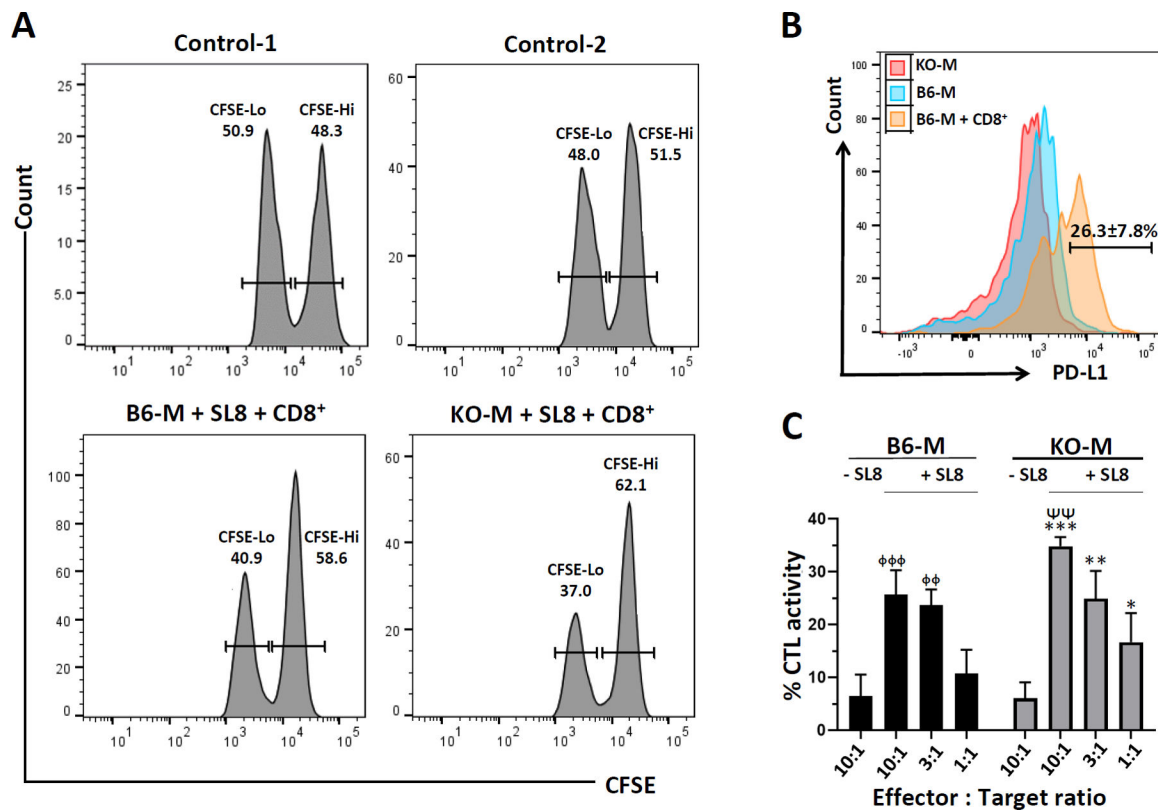 A
Control-1
25
20
15
10
5.0
0
CFSE-Lo
50.9
CFSE-Hi
48.3
10¹ 10² 10³ 10⁴ 10⁵
Control-2
60
40
20
0
CFSE-Lo
48.0
CFSE-Hi
51.5
10¹ 10² 10³ 10⁴ 10⁵
Count
B6-M + SL8 + CD8⁺
100
80
60
40
20
0
CFSE-Lo
40.9
CFSE-Hi
58.6
10¹ 10² 10³ 10⁴ 10⁵
KO-M + SL8 + CD8⁺
60
40
20
0
CFSE-Lo
37.0
CFSE-Hi
62.1
10¹ 10² 10³ 10⁴ 10⁵
CFSE
B
KO-M
B6-M
B6-M + CD8⁺
Count
100
80
60
40
20
0
26.3±7.8%
-10³ 0 10³ 10⁴ 10⁵
PD-L1
C
B6-M KO-M
- SL8 + SL8 - SL8 + SL8
% CTL activity
40
30
20
10
0
ϕϕϕ
ϕϕ
ΨΨ
***
**
*
10:1 10:1 3:1 1:1 10:1 10:1 3:1 1:1
Effector : Target ratio